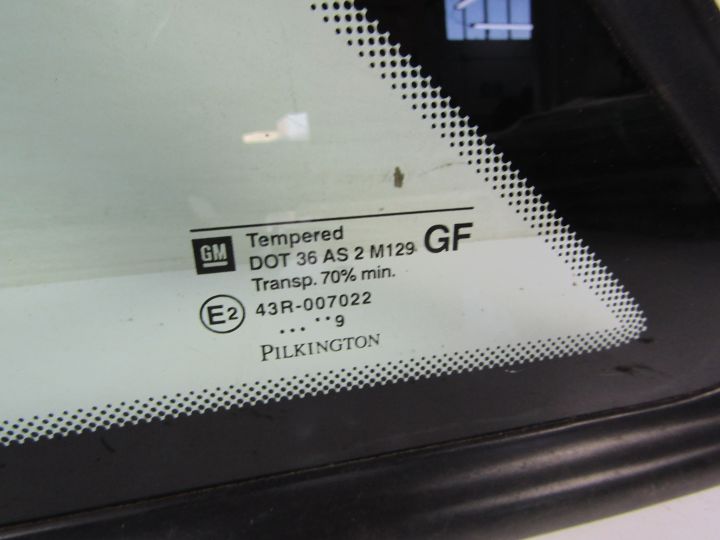 GM
Tempered
DOT 36 AS 2 M129 GF
Transp. 70% min.
E2 43R-007022
... ..9
PILKINGTON